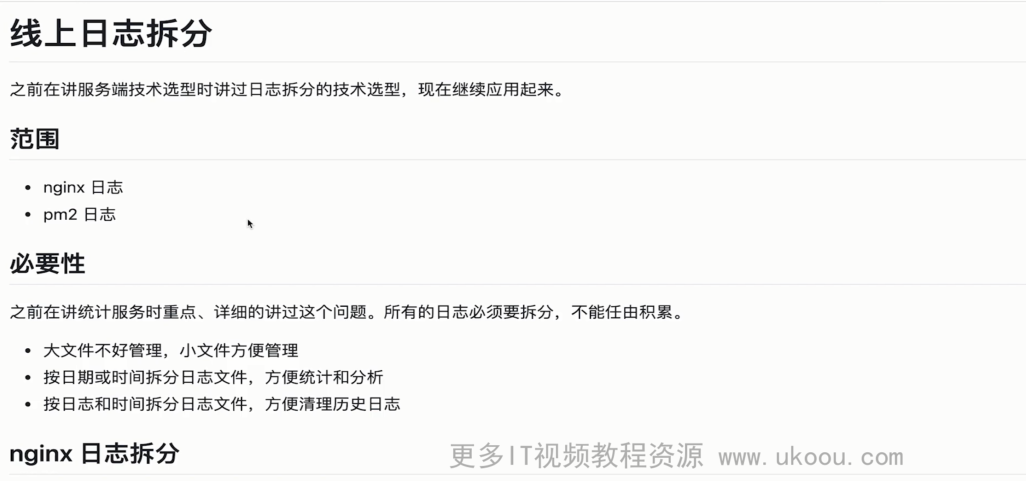 线上日志拆分
之前在讲服务端技术选型时讲过日志拆分的技术选型，现在继续应用起来。
范围
nginx 日志
pm2 日志
必要性
之前在讲统计服务时重点、详细的讲过这个问题。所有的日志必须要拆分，不能任由积累。
大文件不好管理，小文件方便管理
按日期或时间拆分日志文件，方便统计和分析
按日志和时间拆分日志文件，方便清理历史日志
nginx 日志拆分
更多IT视频教程资源 www.ukoou.com